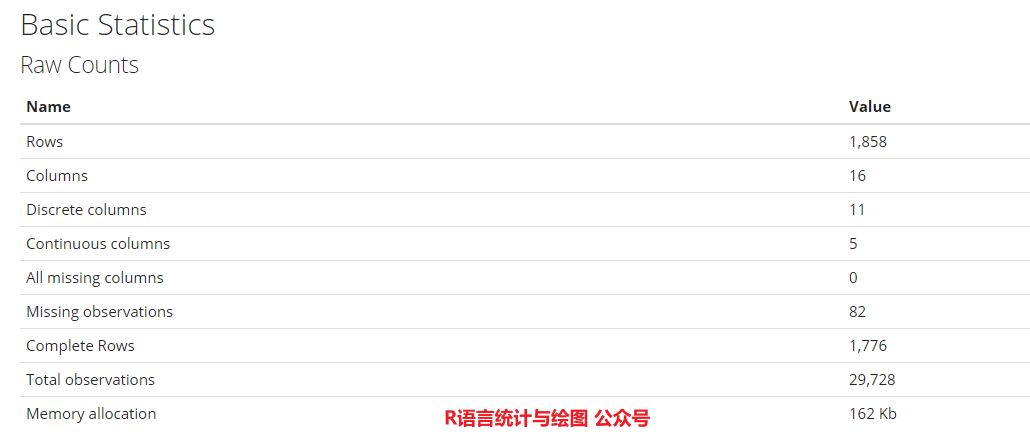 Basic Statistics
Raw Counts
Name Value
Rows 1,858
Columns 16
Discrete columns 11
Continuous columns 5
All missing columns 0
Missing observations 82
Complete Rows 1,776
Total observations 29,728
Memory allocation 162 Kb
R语言统计与绘图 公众号